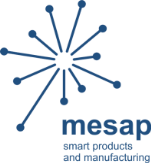 mesap
smart products
and manufacturing